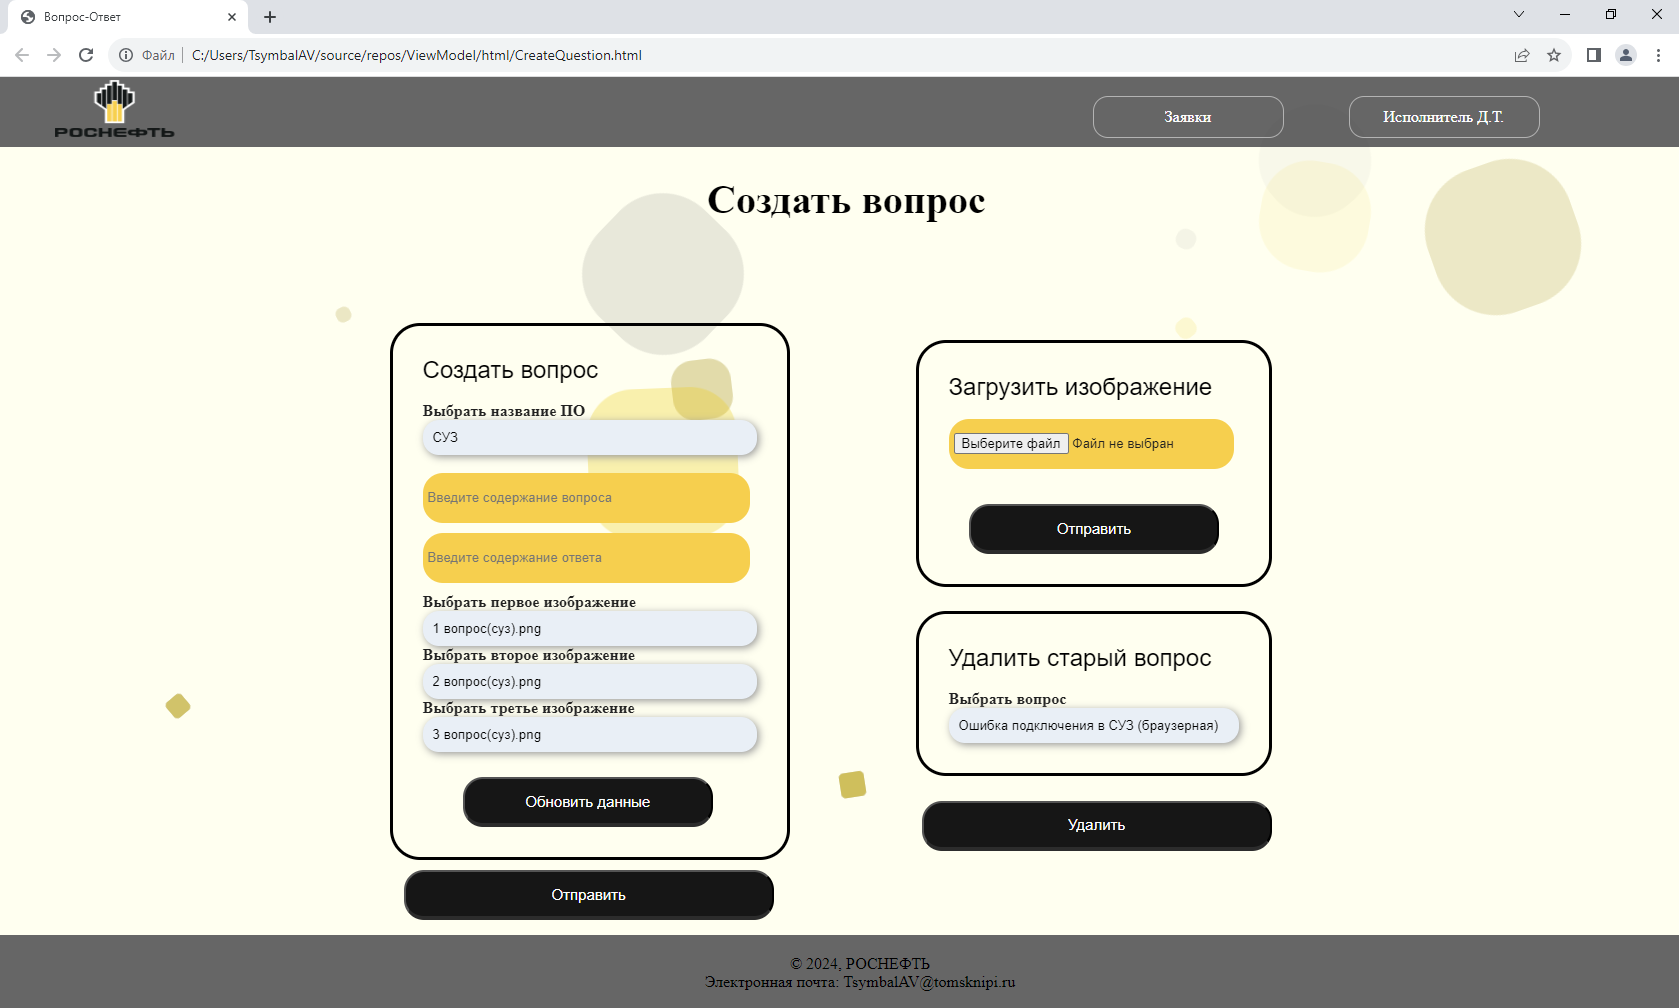 Вопрос-Ответ
Файл
C:/Users/TsymbalAV/source/repos/ViewModel/html/CreateQuestion.html
РОСНЕФТЬ
Заявки
Исполнитель Д.Т.
Создать вопрос
Создать вопрос
Выбрать название ПО
СУЗ
Введите содержание вопроса
Введите содержание ответа
Выбрать первое изображение
1 вопрос(суз).png
Выбрать второе изображение
2 вопрос(суз).png
Выбрать третье изображение
3 вопрос(суз).png
Обновить данные
Отправить
Загрузить изображение
Выберите файл Файл не выбран
Отправить
Удалить старый вопрос
Выбрать вопрос
Ошибка подключения в СУЗ (браузерная)
Удалить
© 2024, РОСНЕФТЬ
Электронная почта: TsymbalAV@tomsknipi.ru